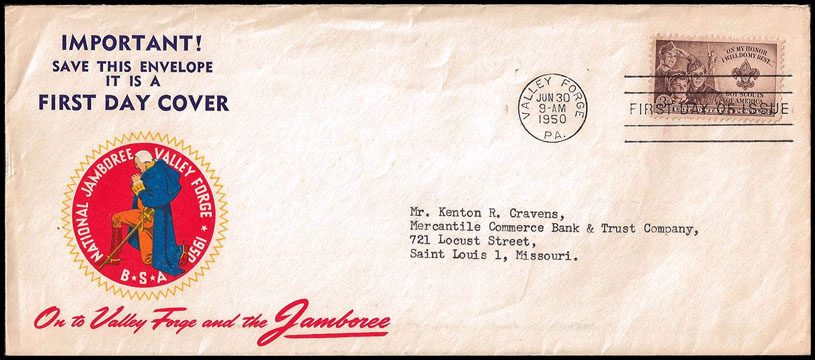 IMPORTANT!
SAVE THIS ENVELOPE
IT IS A
FIRST DAY COVER
NATIONAL JAMBOREE VALLEY FORGE ★ 1950
B★S★A
On to Valley Forge and the Jamboree
VALLEY FORGE
JUN 30
9-AM
1950
PA.
"ON MY HONOR
I WILL DO MY BEST..."
BOY SCOUTS
OF AMERICA
FIRST DAY OF ISSUE
Mr. Kenton R. Cravens,
Mercantile Commerce Bank & Trust Company,
721 Locust Street,
Saint Louis 1, Missouri.